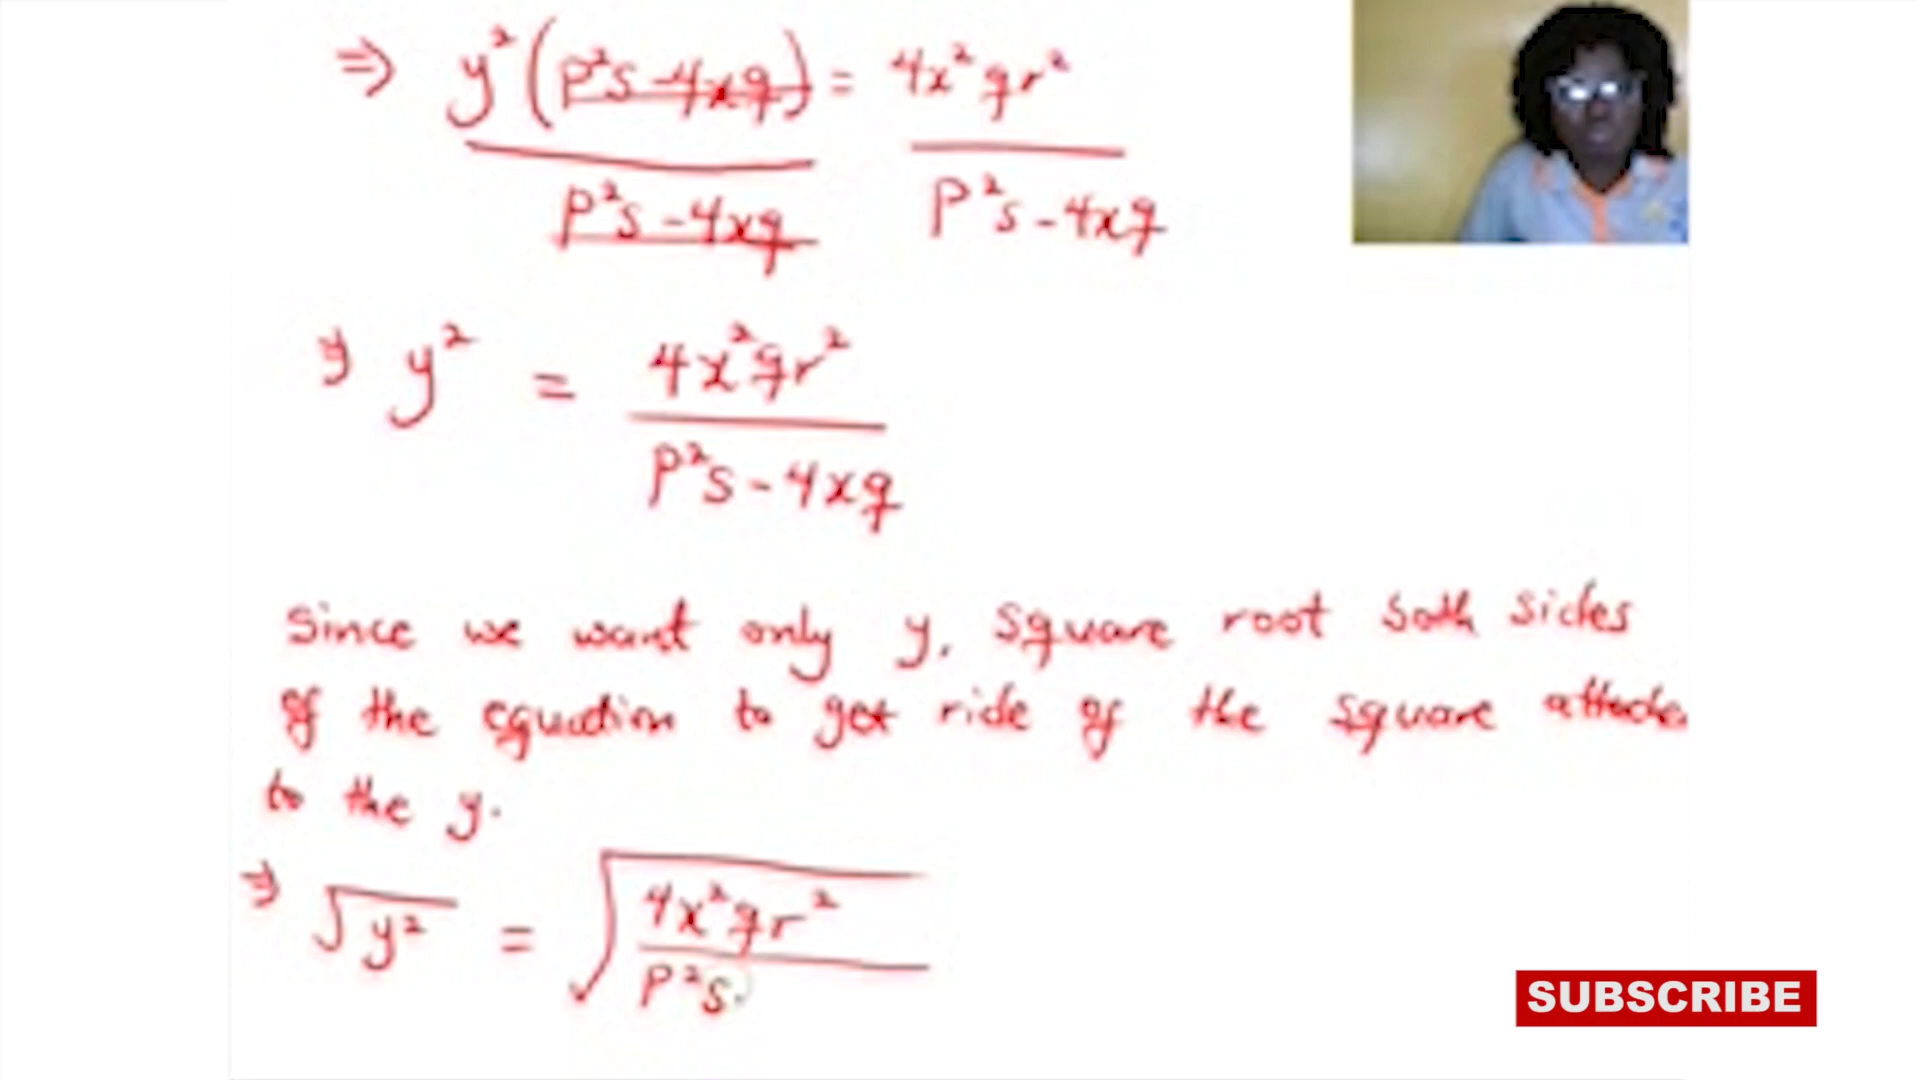 ⇒ y²(p²s-4xq) = 4x²qr²
p²s-4xq p²s-4xq
⇒ y² = 4x²qr²
p²s-4xq
Since we want only y, square root both sides
of the equation to get ride of the square attache
to the y.
⇒ √y² = √4x²qr²
p²s-
SUBSCRIBE